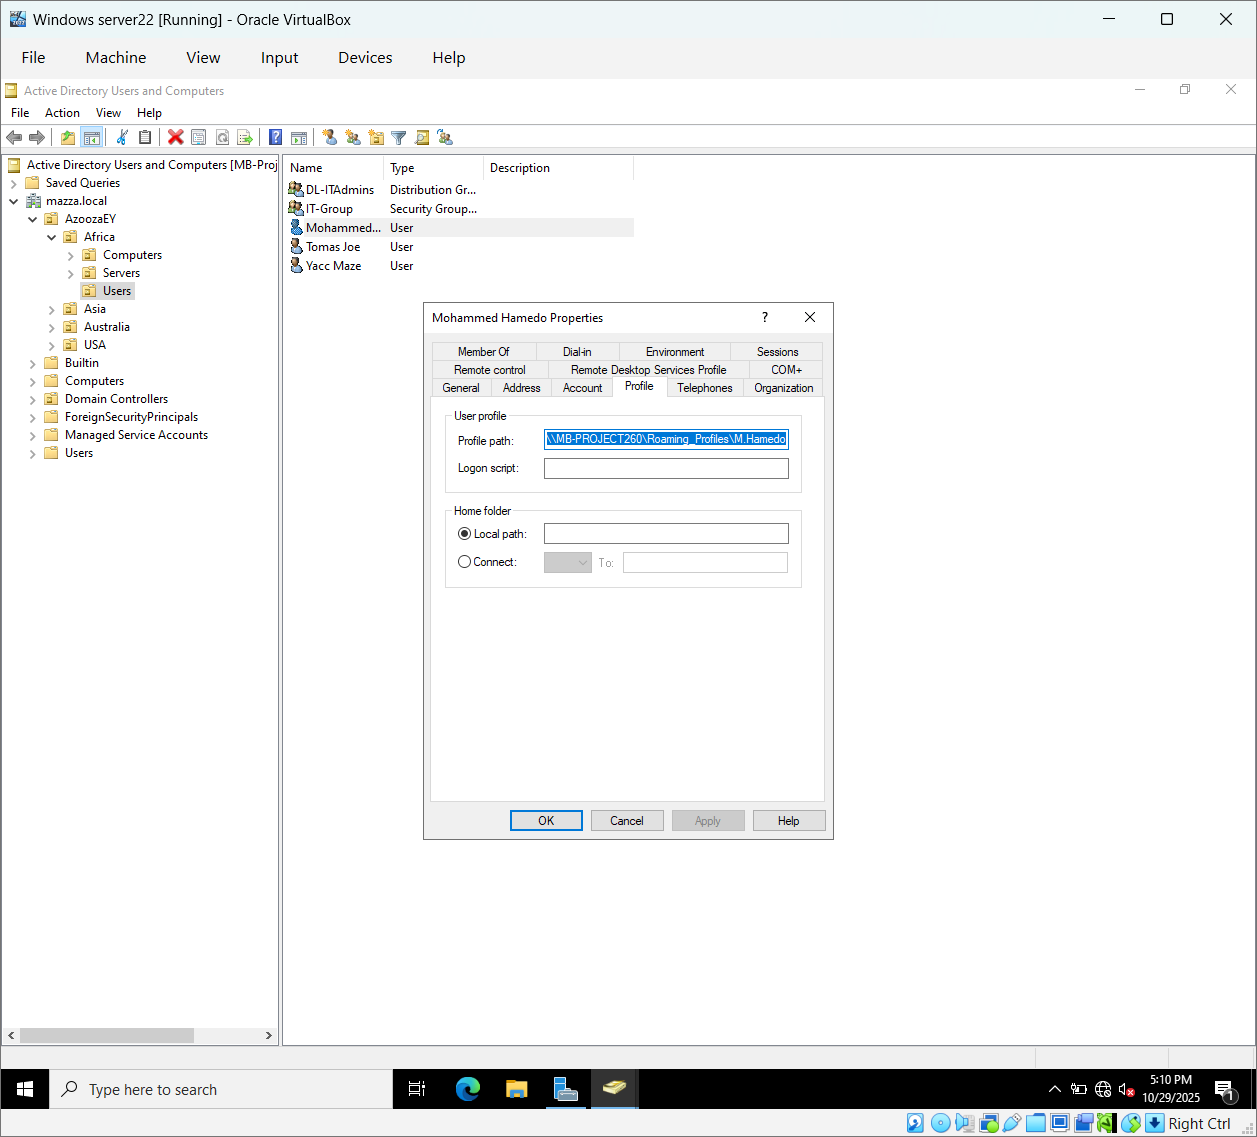 Windows server22 [Running] - Oracle VirtualBox
File Machine View Input Devices Help
Active Directory Users and Computers
File Action View Help
Active Directory Users and Computers [MB-Proj
Saved Queries
mazza.local
AzoozaEY
Africa
Computers
Servers
Users
Asia
Australia
USA
Builtin
Computers
Domain Controllers
ForeignSecurityPrincipals
Managed Service Accounts
Users
Name Type Description
DL-ITAdmins Distribution Gr...
IT-Group Security Group...
Mohammed... User
Tomas Joe User
Yacc Maze User
Mohammed Hamedo Properties ?
Member Of Dial-in Environment Sessions
Remote control Remote Desktop Services Profile COM+
General Address Account Profile Telephones Organization
User profile
Profile path: \\MB-PROJECT260\Roaming_Profiles\M.Hamedo
Logon script:
Home folder
Local path:
Connect: To:
OK Cancel Apply Help
Type here to search
5:10 PM
10/29/2025
1
Right Ctrl